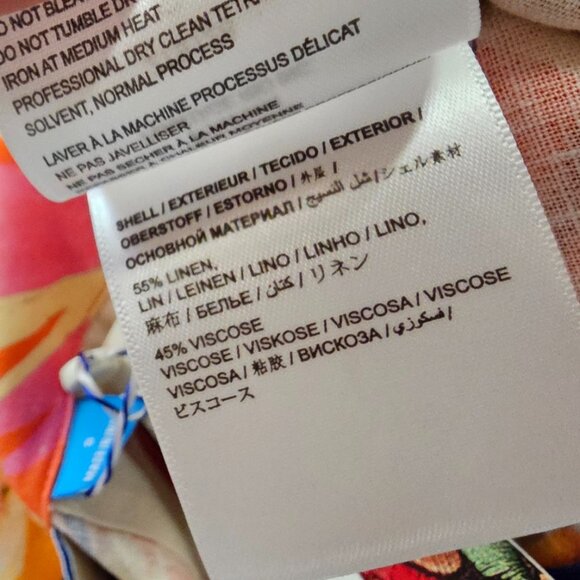 DO NOT BLEA
DO NOT TUMBLE DR
IRON AT MEDIUM HEAT
PROFESSIONAL DRY CLEAN TETR
SOLVENT, NORMAL PROCESS
LAVER À LA MACHINE PROCESSUS DÉLICAT
NE PAS JAVELLISER
NE PAS SÉCHER À LA MACHINE
SHELL / EXTERIEUR / TECIDO / EXTERIOR /
OBERSTOFF / ESTORNO / 外层 /
ОСНОВНОЙ МАТЕРИАЛ / شكل النسيج / シェル素材
55% LINEN,
LIN / LEINEN / LINO / LINHO / LINO,
麻布 / БЕЛЬЕ / كتان / リネン
45% VISCOSE
VISCOSE / VISKOSE / VISCOSA / VISCOSE
VISCOSA / 粘胶 / ВИСКОЗА / فسكوزي /
ビスコース